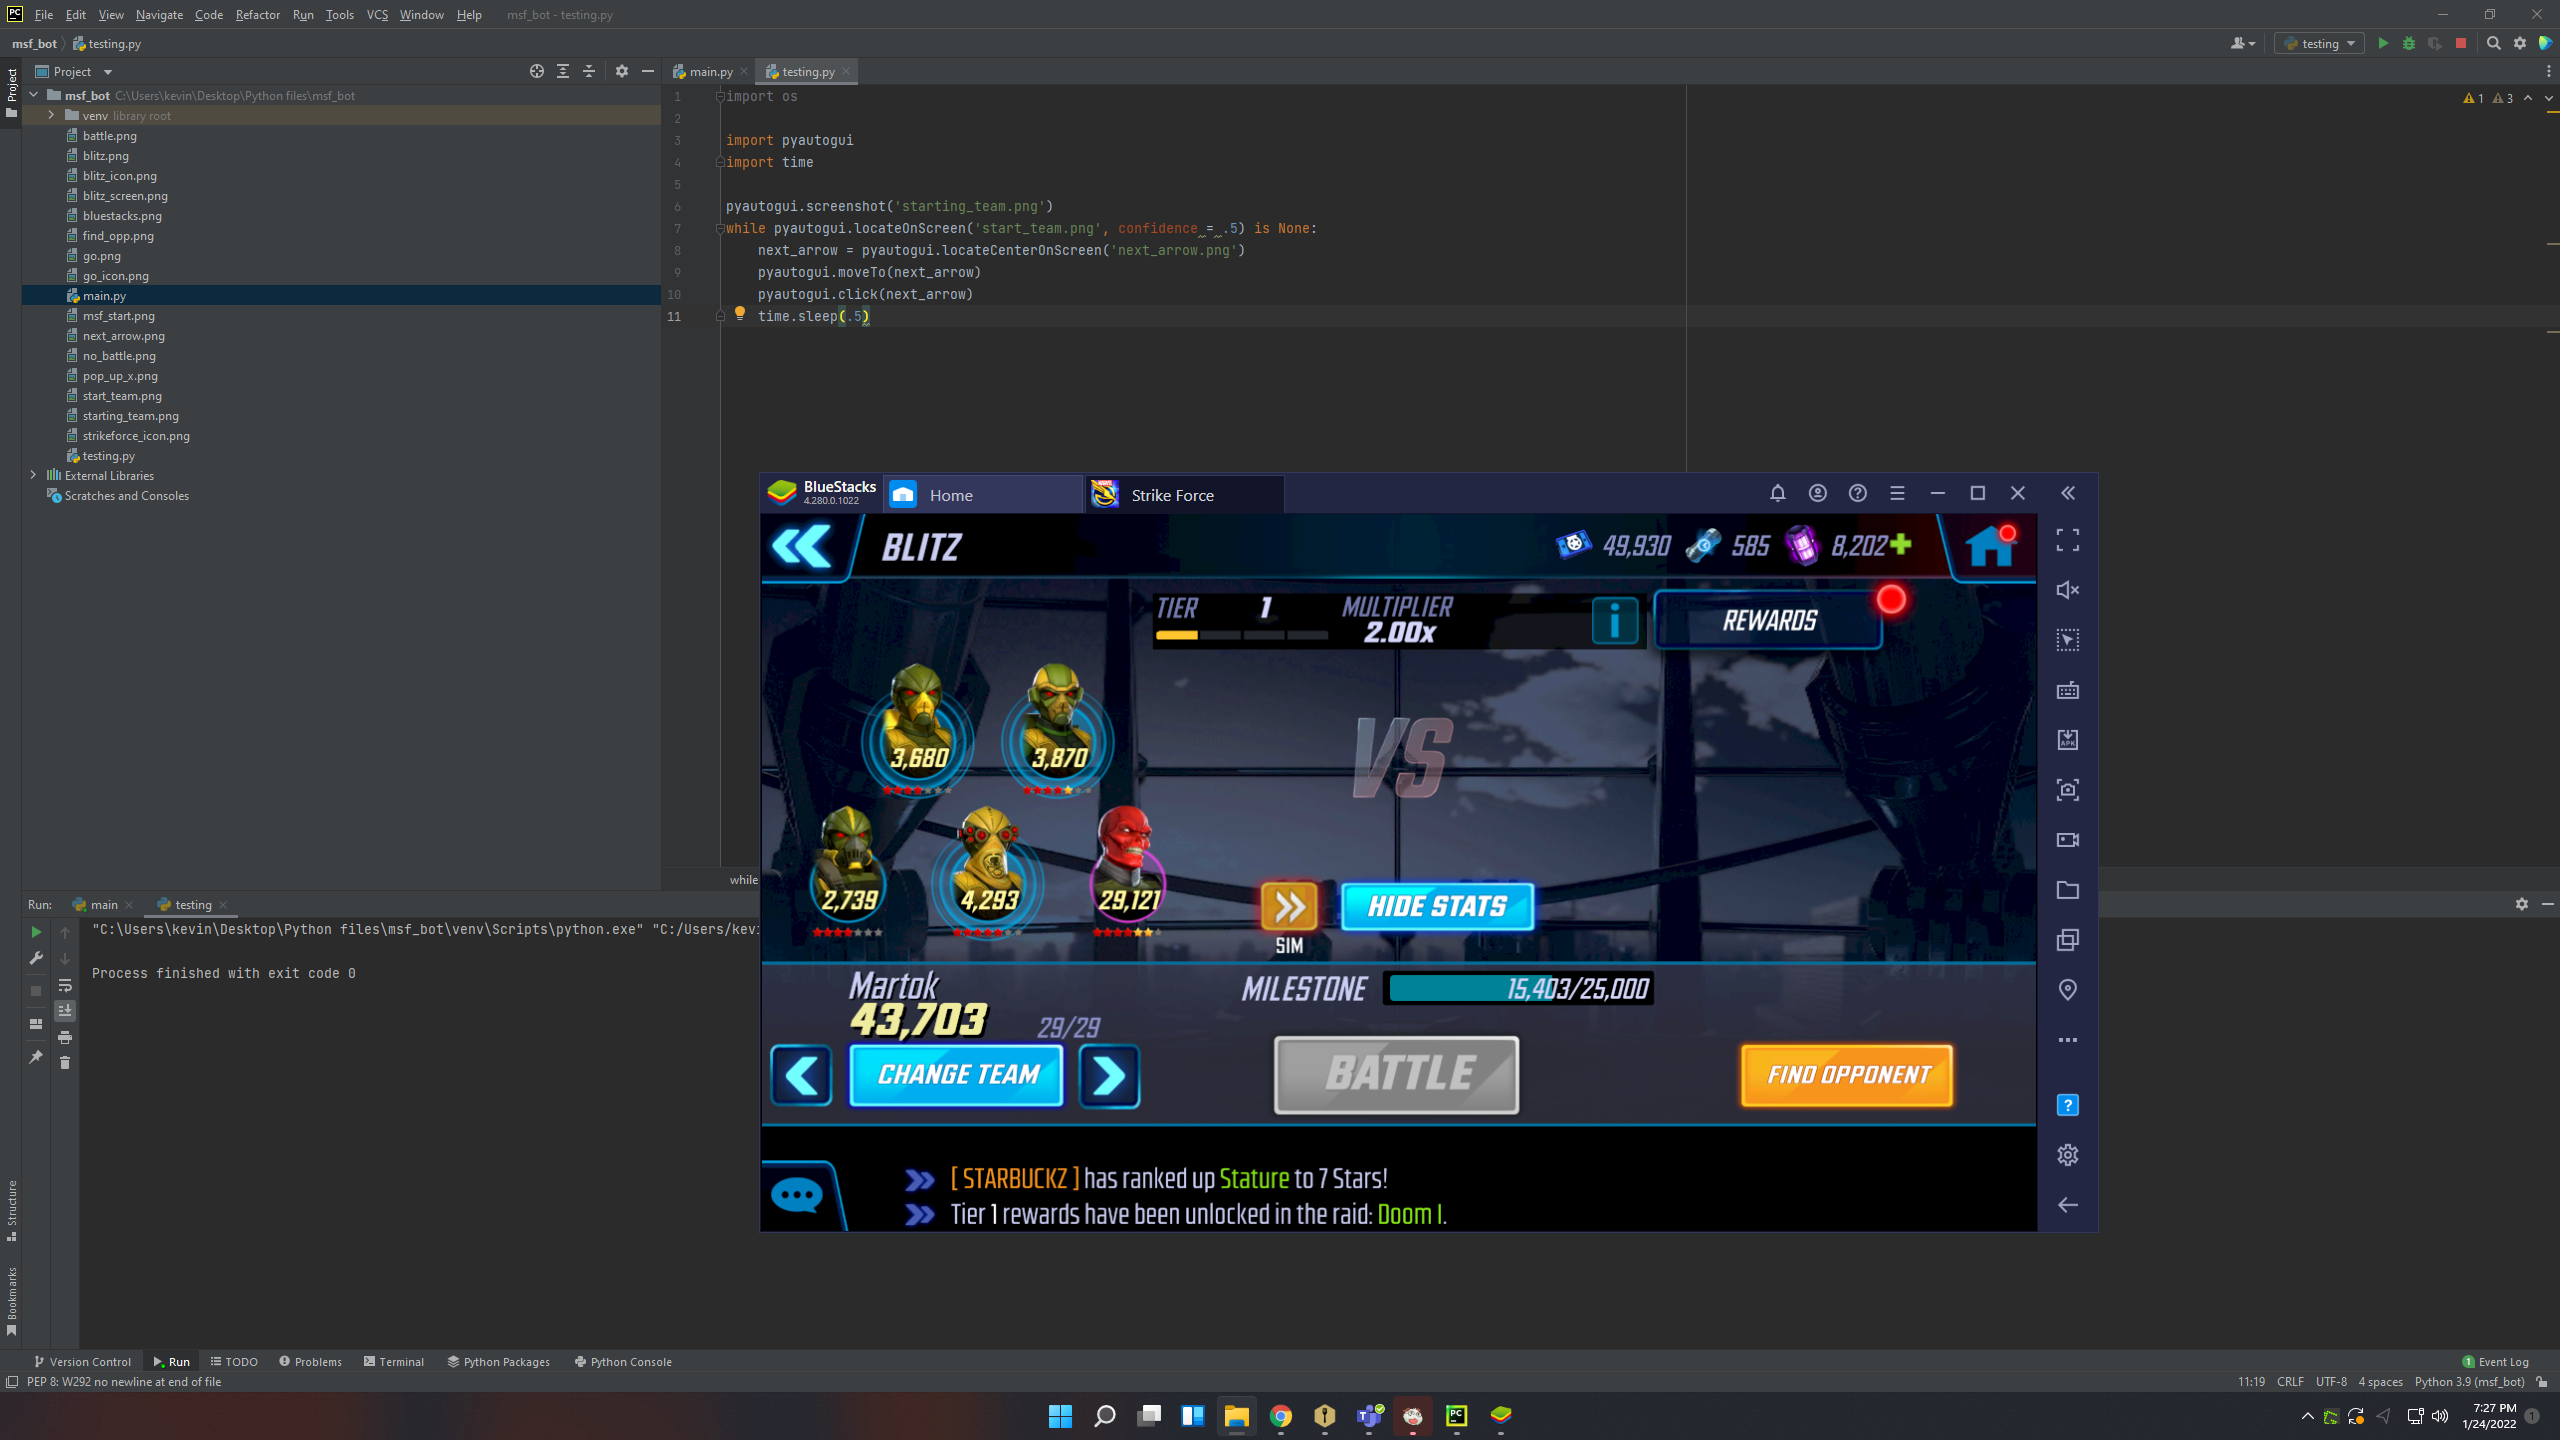 PC File Edit View Navigate Code Refactor Run Tools VCS Window Help msf_bot - testing.py
msf_bot testing.py
testing
Project
Project
main.py testing.py
msf_bot C:\Users\kevin\Desktop\Python files\msf_bot
venv library root
battle.png
blitz.png
blitz_icon.png
blitz_screen.png
bluestacks.png
find_opp.png
go.png
go_icon.png
main.py
msf_start.png
next_arrow.png
no_battle.png
pop_up_x.png
start_team.png
starting_team.png
strikeforce_icon.png
testing.py
External Libraries
Scratches and Consoles
1 import os
2
3 import pyautogui
4 import time
5
6 pyautogui.screenshot('starting_team.png')
7 while pyautogui.locateOnScreen('start_team.png', confidence = .5) is None:
8 next_arrow = pyautogui.locateCenterOnScreen('next_arrow.png')
9 pyautogui.moveTo(next_arrow)
10 pyautogui.click(next_arrow)
11 time.sleep(.5)
1 3
while
BlueStacks
4.280.0.1022
Home
Strike Force
BLITZ
49,930 585 8,202
TIER 1
MULTIPLIER
2.00x
i
REWARDS
3,680 3,870
VS
2,739 4,293 29,121
SIM
HIDE STATS
Martok
43,703
29/29
MILESTONE 15,403/25,000
CHANGE TEAM
BATTLE
FIND OPPONENT
[ STARBUCKZ ] has ranked up Stature to 7 Stars!
Tier 1 rewards have been unlocked in the raid: Doom I.
APK
Run: main testing
"C:\Users\kevin\Desktop\Python files\msf_bot\venv\Scripts\python.exe" "C:/Users/kevi
Process finished with exit code 0
Structure
Bookmarks
Version Control Run TODO Problems Terminal Python Packages Python Console
1 Event Log
PEP 8: W292 no newline at end of file
11:19 CRLF UTF-8 4 spaces Python 3.9 (msf_bot)
PC
7:27 PM
1/24/2022
1